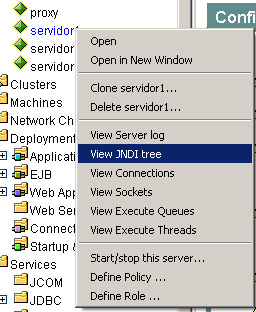 Confi
proxy
servidor1
servidor
servidor
Clusters
Machines
Network Ch
Deployment
Applicatio
EJB
Web App
Web Ser
Connec
Startup &
Services
JCOM
JDBC
Open
Open in New Window
Clone servidor1...
Delete servidor1...
View Server log
View JNDI tree
View Connections
View Sockets
View Execute Queues
View Execute Threads
Start/stop this server...
Define Policy ...
Define Role ...